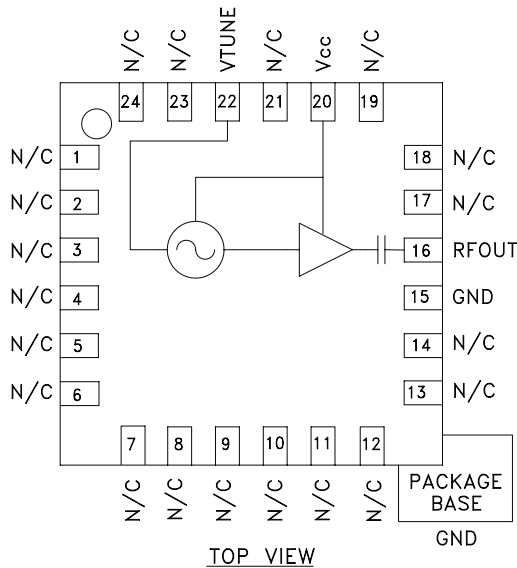 N/C N/C VTUNE N/C Vcc N/C
24 23 22 21 20 19
N/C 1
18 N/C
N/C 2
17 N/C
N/C 3
16 RFOUT
N/C 4
15 GND
N/C 5
14 N/C
N/C 6
13 N/C
7 8 9 10 11 12
N/C N/C N/C N/C N/C N/C
PACKAGE
BASE
GND
TOP VIEW